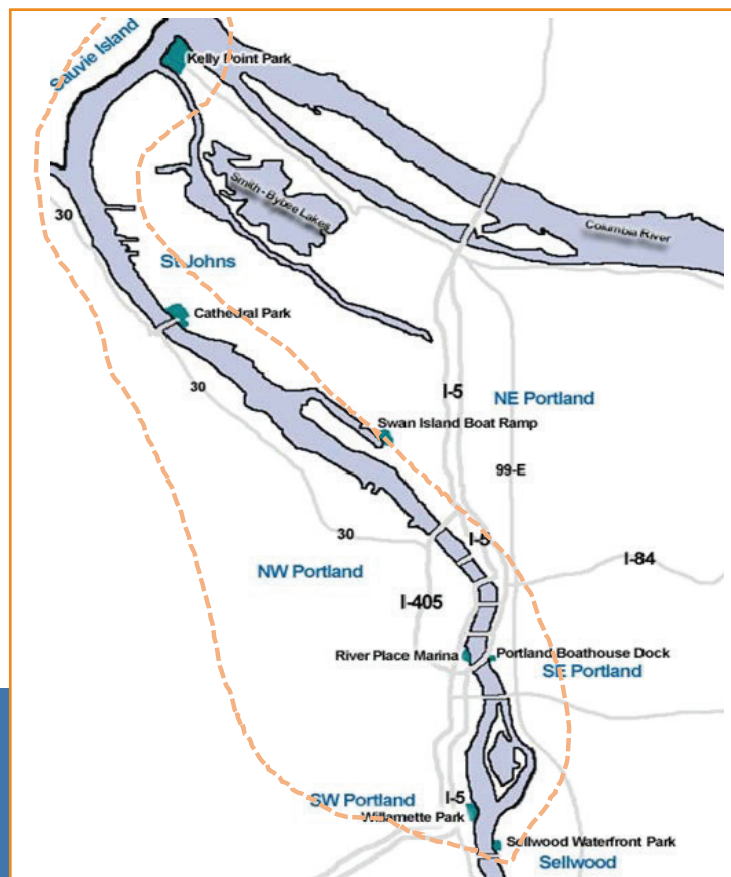 Sauvie Island
Kelly Point Park
Smith - Bybee Lakes
Columbia River
30
St Johns
Cathedral Park
30
I-5
NE Portland
Swan Island Boat Ramp
99-E
30
I-5
I-84
NW Portland
I-405
River Place Marina
Portland Boathouse Dock
SE Portland
SW Portland
I-5
Willamette Park
Sellwood Waterfront Park
Sellwood